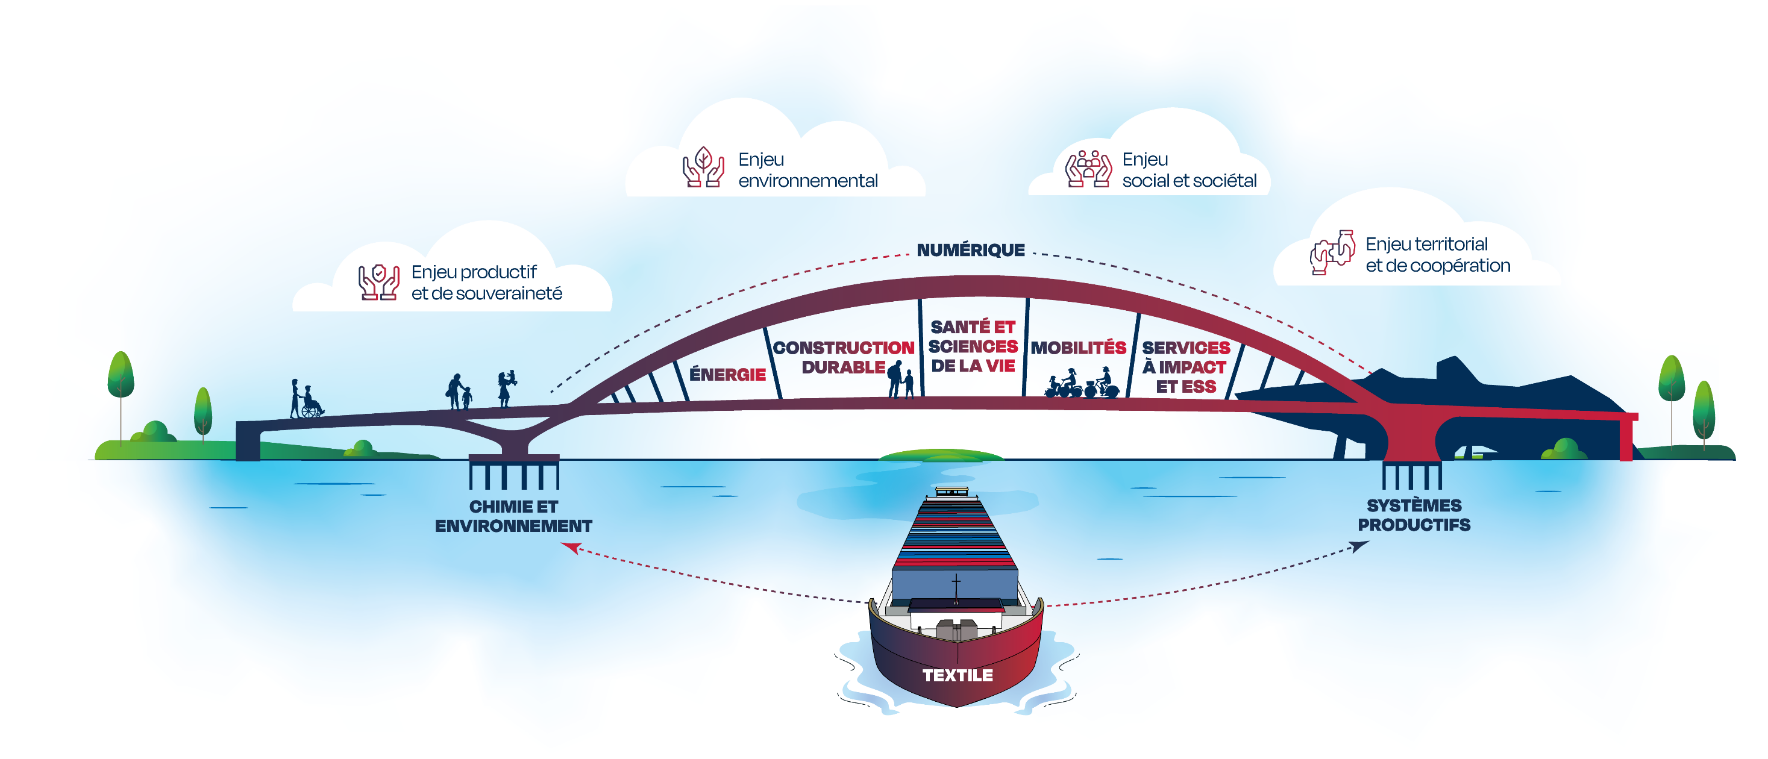 Enjeu
environnemental
Enjeu
social et sociétal
Enjeu productif
et de souveraineté
Enjeu territorial
et de coopération
NUMÉRIQUE
ÉNERGIE
CONSTRUCTION
DURABLE
SANTÉ ET
SCIENCES
DE LA VIE
MOBILITÉS
SERVICES
À IMPACT
ET ESS
CHIMIE ET
ENVIRONNEMENT
SYSTÈMES
PRODUCTIFS
TEXTILE